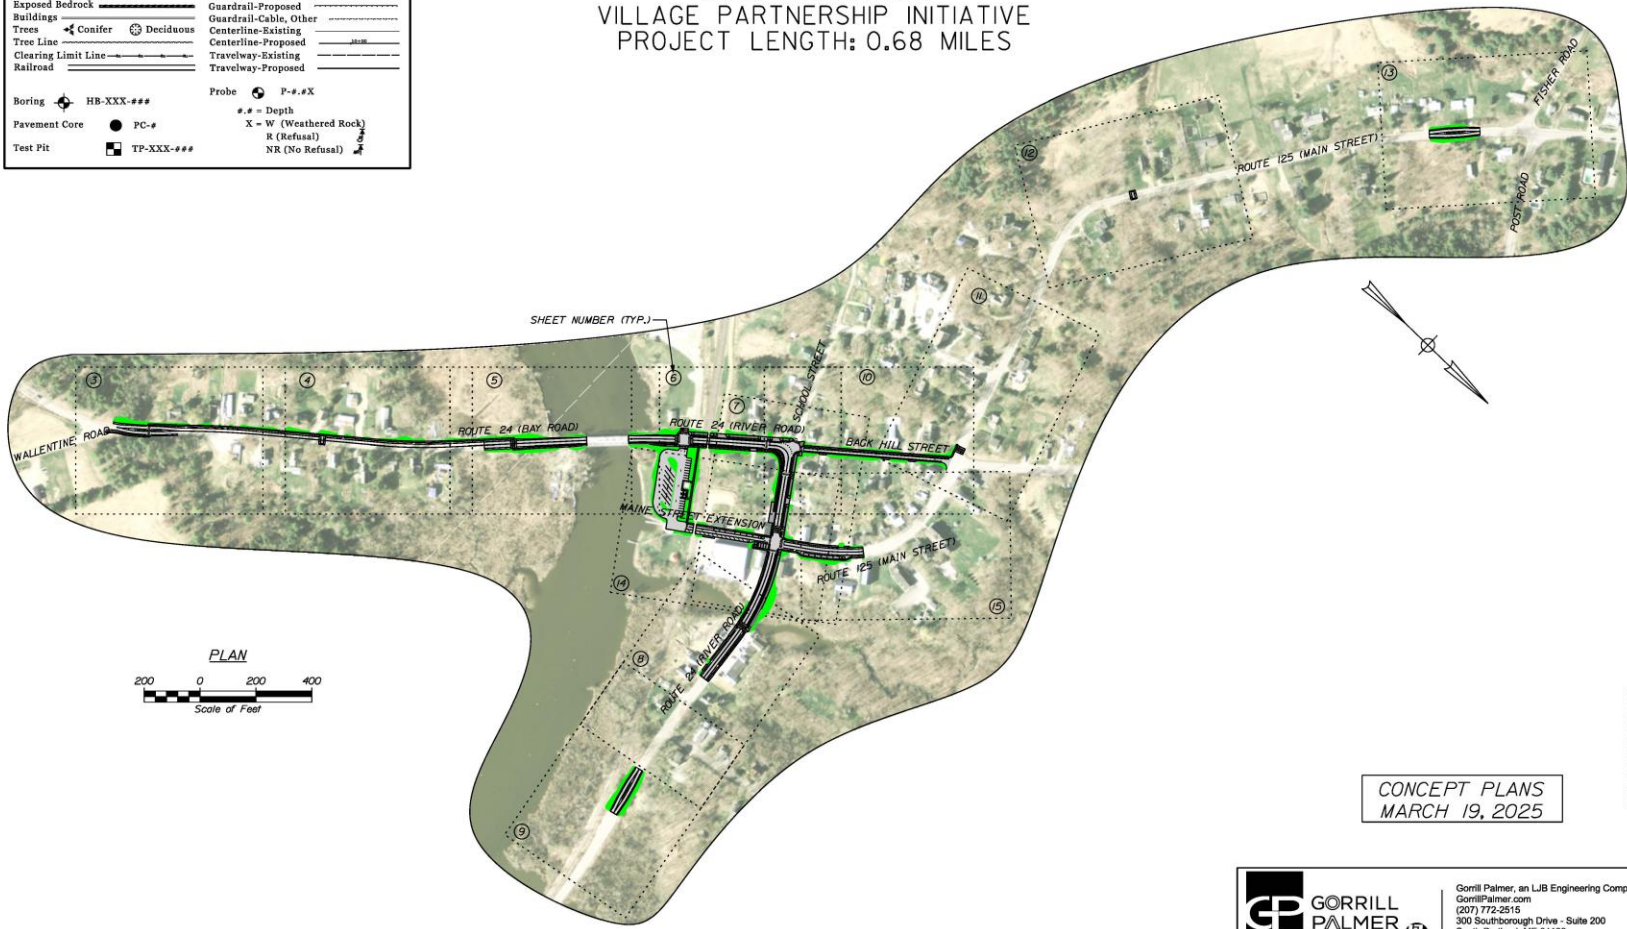 Exposed Bedrock
Buildings
Trees Conifer Deciduous
Tree Line
Clearing Limit Line
Railroad
Guardrail-Proposed
Guardrail-Cable, Other
Centerline-Existing
Centerline-Proposed
Travelway-Existing
Travelway-Proposed
Boring HB-XXX-###
Pavement Core PC-#
Test Pit TP-XXX-###
Probe P-#.#X
#.# = Depth
X = W (Weathered Rock)
R (Refusal)
NR (No Refusal)
VILLAGE PARTNERSHIP INITIATIVE
PROJECT LENGTH: 0.68 MILES
13
FISHER ROAD
12
ROUTE 125 (MAIN STREET)
POST ROAD
11
SHEET NUMBER (TYP.)
3
4
5
6
7
SCHOOL STREET
10
WALLENTINE ROAD
ROUTE 24 (BAY ROAD)
ROUTE 24 (RIVER ROAD)
BACK HILL STREET
MAINE STREET EXTENSION
ROUTE 125 (MAIN STREET)
14
15
ROUTE 24 (RIVER ROAD)
8
9
PLAN
200 0 200 400
Scale of Feet
CONCEPT PLANS
MARCH 19, 2025
GP GORRILL
PALMER
Gorrill Palmer, an LJB Engineering Comp
GorrillPalmer.com
(207) 772-2515
300 Southborough Drive - Suite 200